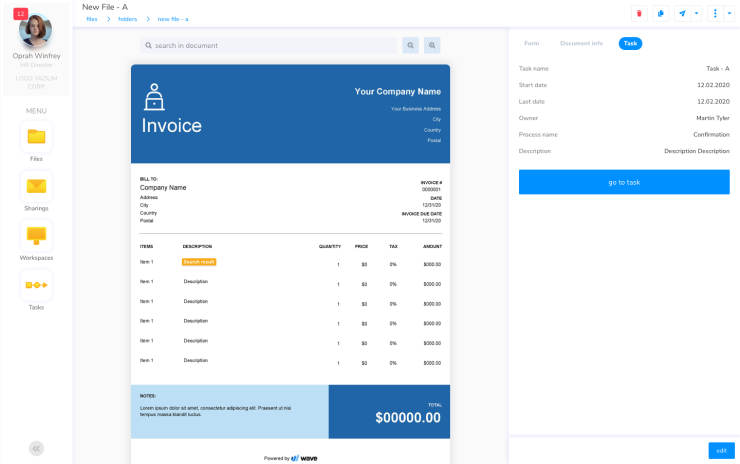 12
Oprah Winfrey
HR Director
LOGO YAZILIM
CORP.
MENU
Files
Sharings
Workspaces
Tasks
New File - A
files > folders > new file - a
search in document
Invoice
Your Company Name
Your Business Address
City
Country
Postal
BILL TO:
Company Name
Address
City
Country
Postal
INVOICE #
0000001
DATE
12/31/20
INVOICE DUE DATE
12/31/20
ITEMS DESCRIPTION QUANTITY PRICE TAX AMOUNT
Item 1 Search result 1 $0 0% $000.00
Item 1 Description 1 $0 0% $000.00
Item 1 Description 1 $0 0% $000.00
Item 1 Description 1 $0 0% $000.00
Item 1 Description 1 $0 0% $000.00
Item 1 Description 1 $0 0% $000.00
NOTES:
Lorem ipsum dolor sit amet, consectetur adipiscing elit. Praesent ut nisi
tempus massa blandit luctus.
TOTAL
$00000.00
Powered by wave
Form Document info Task
Task name Task - A
Start date 12.02.2020
Last date 12.02.2020
Owner Martin Tyler
Process name Confirmation
Description Description Description
go to task
edit